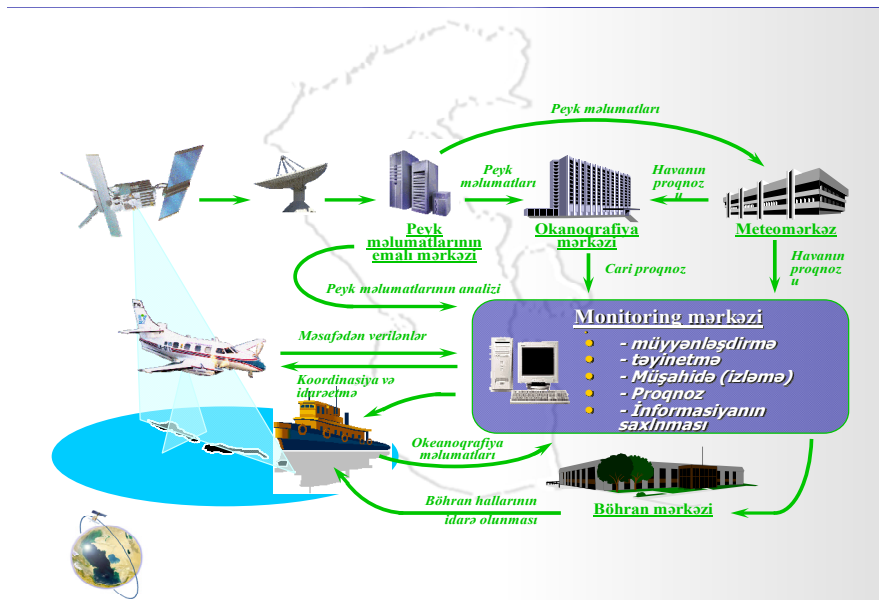 Peyk məlumatları
Peyk
məlumatları
Havanın
proqnoz
u
Peyk
məlumatlarının
emalı mərkəzi
Okanoqrafiya
mərkəzi
Meteomərkəz
Cari proqnoz
Havanın
proqnoz
u
Peyk məlumatlarının analizi
Monitoring mərkəzi
- müyyənləşdirmə
- təyinetmə
- Müşahidə (izləmə)
- Proqnoz
- İnformasiyanın
saxlnması
Məsafədən verilənlər
Koordinasiya və
idarəetmə
Okeanoqrafiya
məlumatları
Böhran hallarının
idarə olunması
Böhran mərkəzi